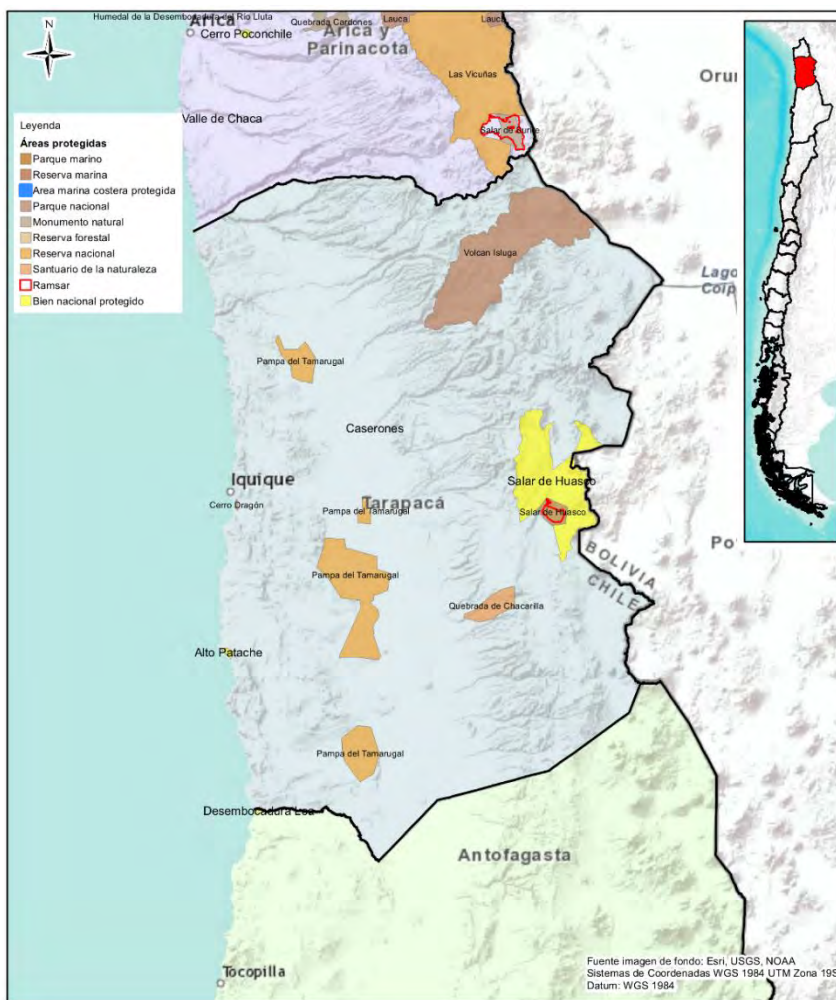 Humedal de la Desembocadura del Río Lluta
Quebrada Cardones
Lauca
Lauca
Arica
Cerro Poconchile
Arica y
Parinacota
N
Las Vicuñas
Valle de Chaca
Leyenda
Áreas protegidas
Parque marino
Reserva marina
Area marina costera protegida
Parque nacional
Monumento natural
Reserva forestal
Reserva nacional
Santuario de la naturaleza
Ramsar
Bien nacional protegido
Volcan Isluga
Pampa del Tamarugal
Caserones
Iquique
Cerro Dragón
Salar de Huasco
Salar de Huasco
Tarapacá
Pampa del Tamarugal
Pampa del Tamarugal
BOLIVIA
CHILE
Quebrada de Chacarilla
Alto Patache
Pampa del Tamarugal
Desembocadura Loa
Antofagasta
Tocopilla
Fuente imagen de fondo: Esri, USGS, NOAA
Sistemas de Coordenadas WGS 1984 UTM Zona 19S
Datum: WGS 1984